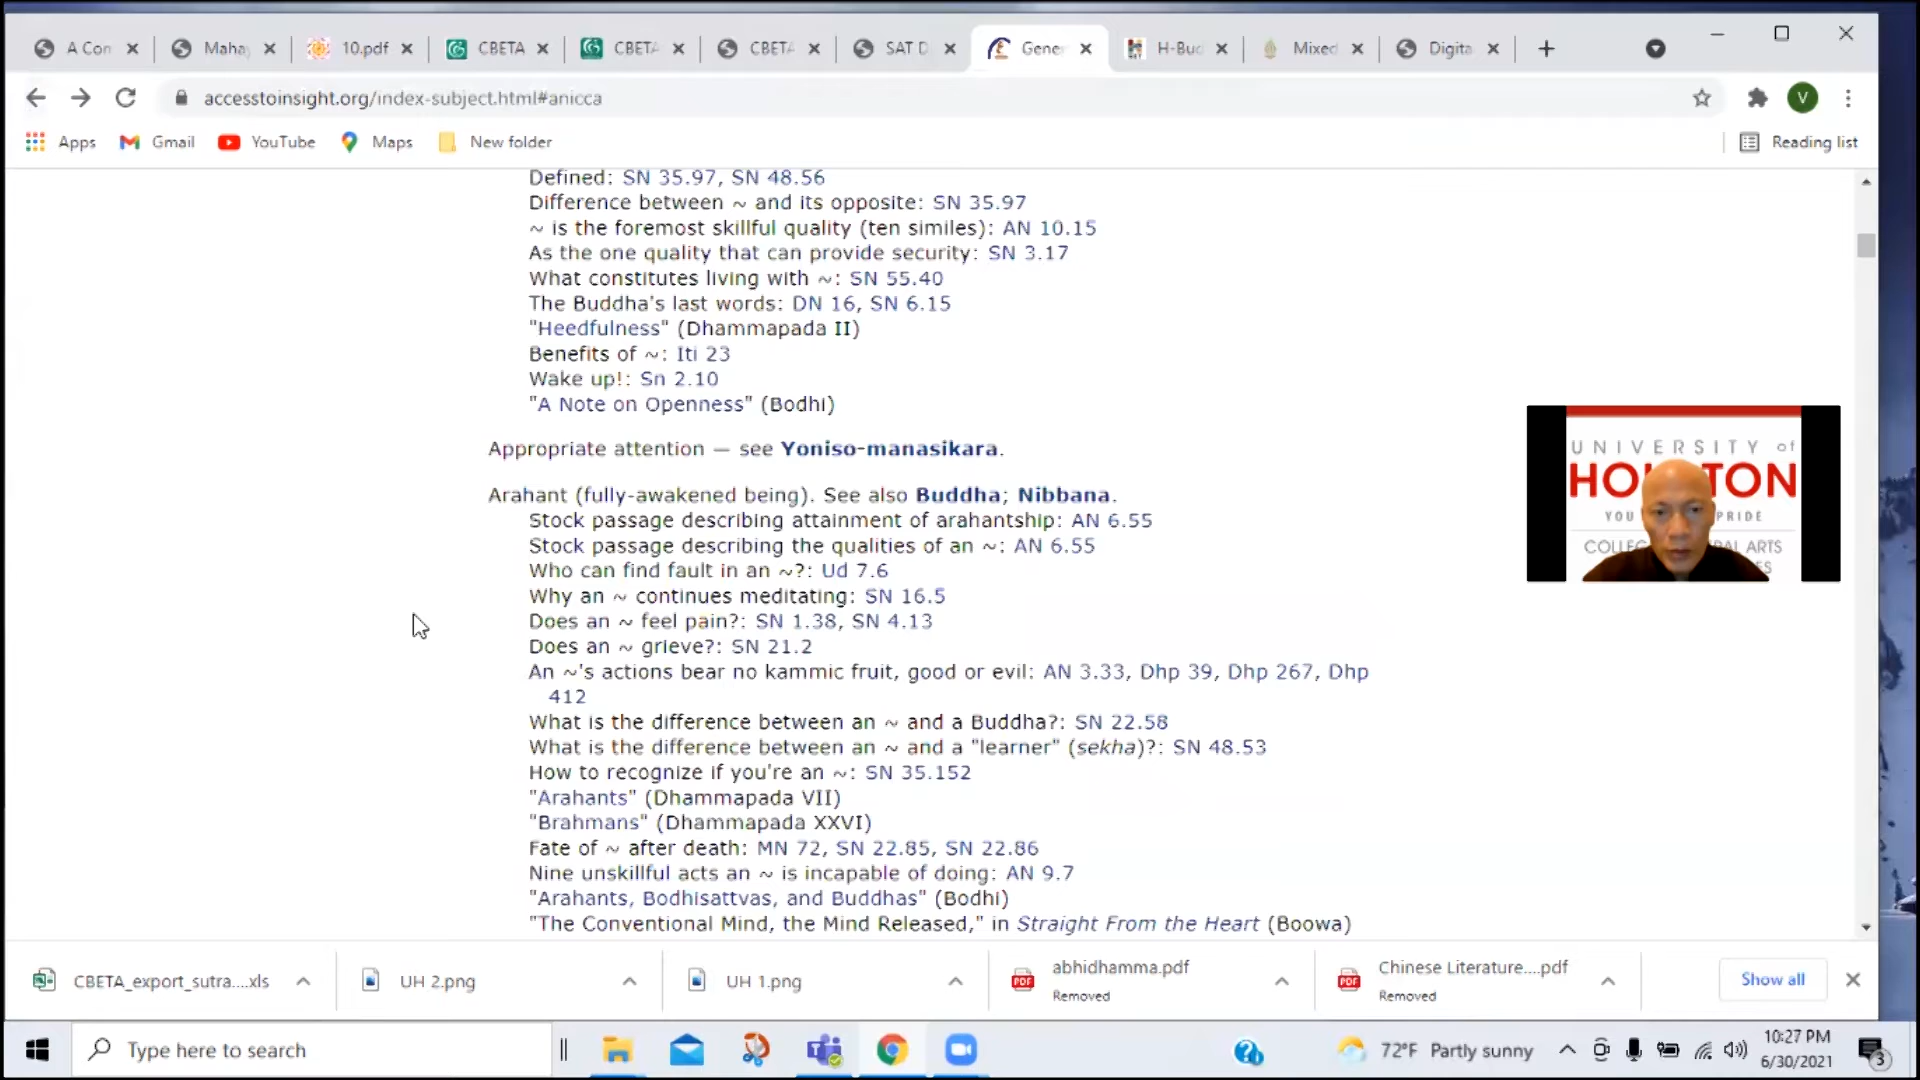 A Con
Maha
10.pdf
CBETA
CBETA
CBETA
SAT D
Gene
H-Bud
Mixed
Digita
accesstoinsight.org/index-subject.html#anicca
V
Apps
Gmail
YouTube
Maps
New folder
Reading list
Defined: SN 35.97, SN 48.56
Difference between ~ and its opposite: SN 35.97
~ is the foremost skillful quality (ten similes): AN 10.15
As the one quality that can provide security: SN 3.17
What constitutes living with ~: SN 55.40
The Buddha's last words: DN 16, SN 6.15
"Heedfulness" (Dhammapada II)
Benefits of ~: Iti 23
Wake up!: Sn 2.10
"A Note on Openness" (Bodhi)
Appropriate attention — see Yoniso-manasikara.
Arahant (fully-awakened being). See also Buddha; Nibbana.
Stock passage describing attainment of arahantship: AN 6.55
Stock passage describing the qualities of an ~: AN 6.55
Who can find fault in an ~?: Ud 7.6
Why an ~ continues meditating: SN 16.5
Does an ~ feel pain?: SN 1.38, SN 4.13
Does an ~ grieve?: SN 21.2
An ~'s actions bear no kammic fruit, good or evil: AN 3.33, Dhp 39, Dhp 267, Dhp
412
What is the difference between an ~ and a Buddha?: SN 22.58
What is the difference between an ~ and a "learner" (sekha)?: SN 48.53
How to recognize if you're an ~: SN 35.152
"Arahants" (Dhammapada VII)
"Brahmans" (Dhammapada XXVI)
Fate of ~ after death: MN 72, SN 22.85, SN 22.86
Nine unskillful acts an ~ is incapable of doing: AN 9.7
"Arahants, Bodhisattvas, and Buddhas" (Bodhi)
"The Conventional Mind, the Mind Released," in Straight From the Heart (Boowa)
UNIVERSITY of
HO TON
YOU PRIDE
COLLE RAL ARTS
ES
CBETA_export_sutra....xls
UH 2.png
UH 1.png
abhidhamma.pdf
Removed
Chinese Literature....pdf
Removed
Show all
Type here to search
72°F Partly sunny
10:27 PM
6/30/2021
3